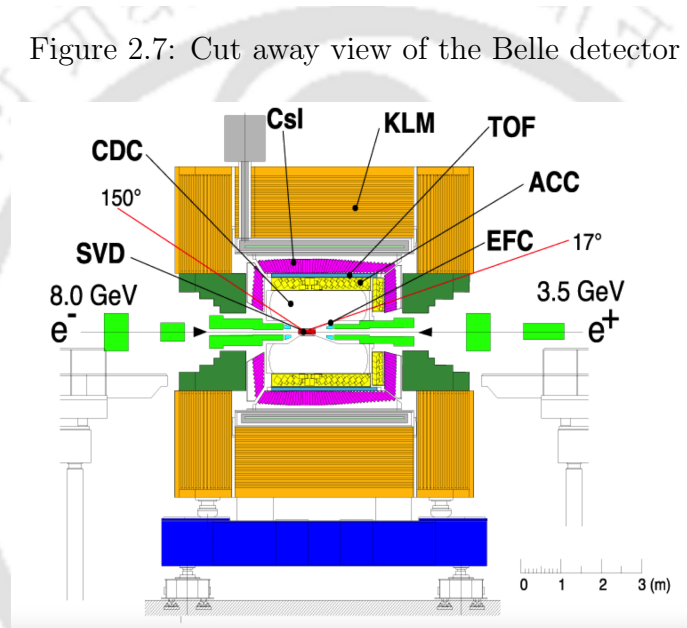 Figure 2.7: Cut away view of the Belle detector
CsI
KLM
TOF
CDC
ACC
150°
EFC
17°
SVD
8.0 GeV
3.5 GeV
e-
e+
0 1 2 3 (m)